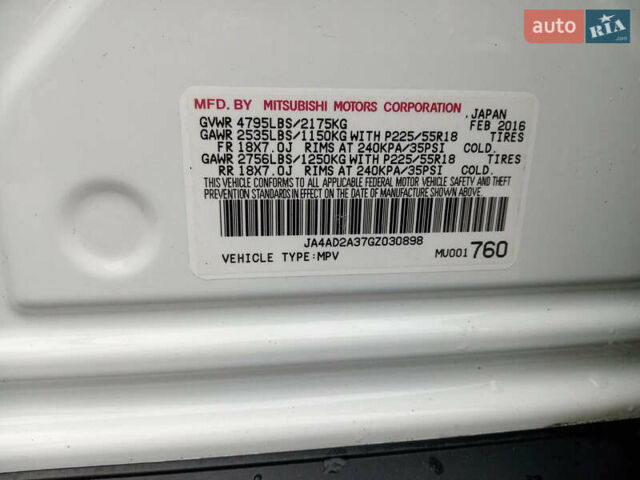 auto RIA.com
MFD. BY MITSUBISHI MOTORS CORPORATION ,JAPAN
GVWR 4795LBS/2175KG FEB 2016
GAWR 2535LBS/1150KG WITH P225/55R18 TIRES
FR 18X7.0J RIMS AT 240KPA/35PSI COLD.
GAWR 2756LBS/1250KG WITH P225/55R18 TIRES
RR 18X7.0J RIMS AT 240KPA/35PSI COLD.
THIS VEHICLE CONFORMS TO ALL APPLICABLE FEDERAL MOTOR VEHICLE SAFETY AND THEFT
PREVENTION STANDARDS IN EFFECT ON THE DATE OF MANUFACTURE SHOWN ABOVE.
JA4AD2A37GZ030898
VEHICLE TYPE:MPV MU001760